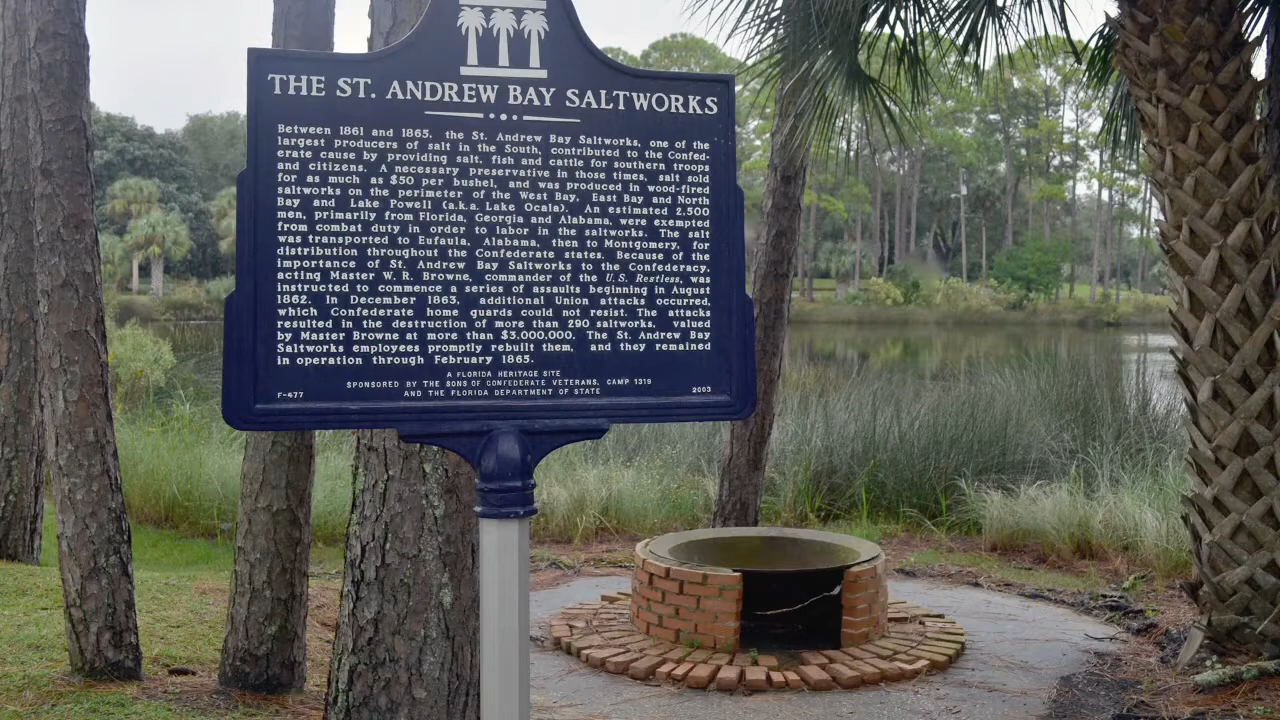 THE ST. ANDREW BAY SALTWORKS
Between 1861 and 1865, the St. Andrew Bay Saltworks, one of the
largest producers of salt in the South, contributed to the Confed-
erate cause by providing salt, fish and cattle for southern troops
and citizens. A necessary preservative in those times, salt sold
for as much as $50 per bushel, and was produced in wood-fired
saltworks on the perimeter of the West Bay, East Bay and North
Bay and Lake Powell (a.k.a. Lake Ocala). An estimated 2,500
men, primarily from Florida, Georgia and Alabama, were exempted
from combat duty in order to labor in the saltworks. The salt
was transported to Eufaula, Alabama, then to Montgomery, for
distribution throughout the Confederate states. Because of the
importance of St. Andrew Bay Saltworks to the Confederacy,
acting Master W. R. Browne, commander of the U.S. Restless, was
instructed to commence a series of assaults beginning in August
1862. In December 1863, additional Union attacks occurred,
which Confederate home guards could not resist. The attacks
resulted in the destruction of more than 290 saltworks, valued
by Master Browne at more than $3,000,000. The St. Andrew Bay
Saltworks employees promptly rebuilt them, and they remained
in operation through February 1865.
A FLORIDA HERITAGE SITE
SPONSORED BY THE SONS OF CONFEDERATE VETERANS, CAMP 1319
F-477 AND THE FLORIDA DEPARTMENT OF STATE 2003